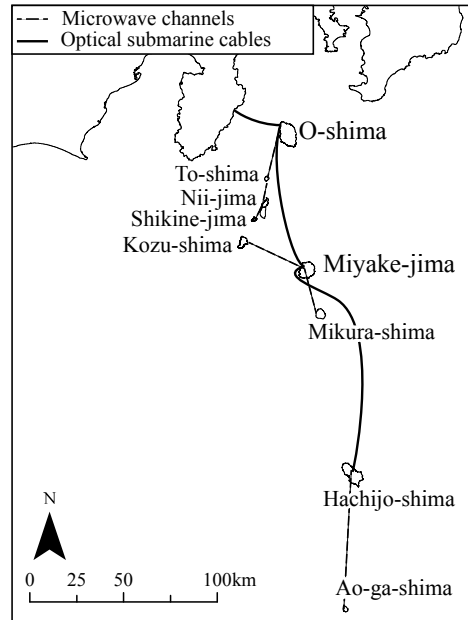 Microwave channels
Optical submarine cables
O-shima
To-shima
Nii-jima
Shikine-jima
Kozu-shima
Miyake-jima
Mikura-shima
Hachijo-shima
N
Ao-ga-shima
0 25 50 100km